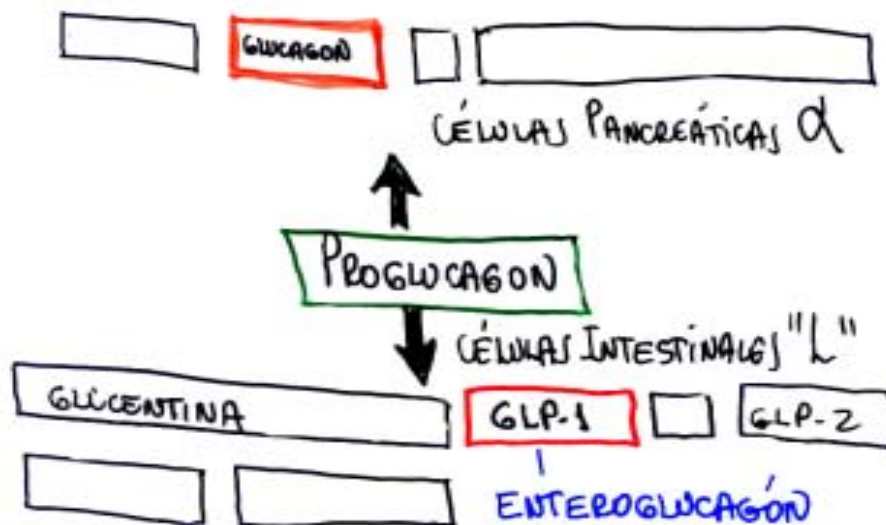 GLUCAGON
CÉLULAS PANCREÁTICAS α
PROGLUCAGON
CÉLULAS INTESTINALES "L"
GLICENTINA GLP-1 GLP-2
ENTEROGLUCAGÓN